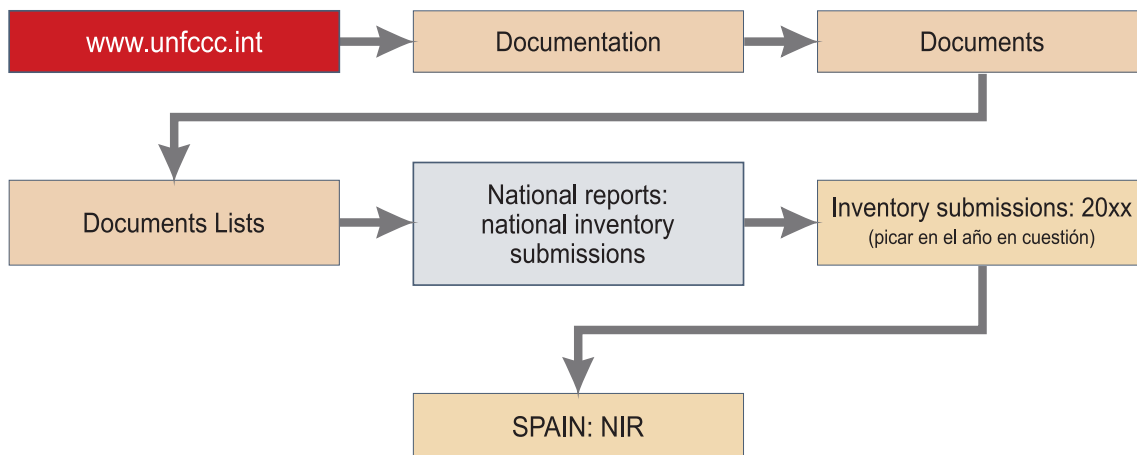 www.unfccc.int
Documentation
Documents
Documents Lists
National reports:
national inventory
submissions
Inventory submissions: 20xx
(picar en el año en cuestión)
SPAIN: NIR